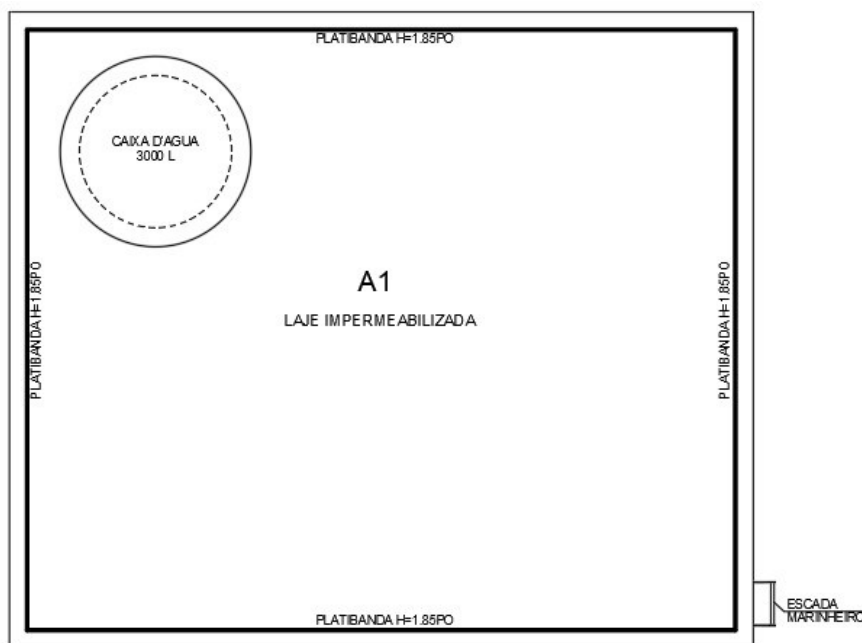 PLATIBANDA H=1.85PO
CAIXA D'AGUA
3000 L
PLATIBANDA H=1.85PO
A1
PLATIBANDA H=1.85PO
LAJE IMPERMEABILIZADA
ESCADA
MARINHEIRO
PLATIBANDA H=1.85PO